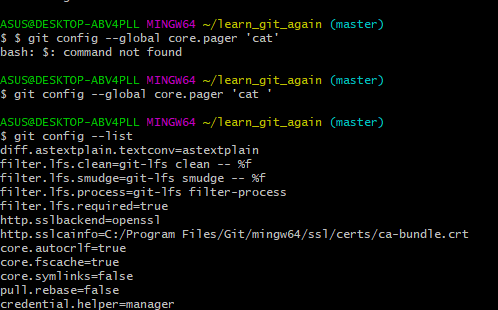 ASUS@DESKTOP-ABV4PLL MINGW64 ~/learn_git_again (master)
$ $ git config --global core.pager 'cat'
bash: $: command not found
ASUS@DESKTOP-ABV4PLL MINGW64 ~/learn_git_again (master)
$ git config --global core.pager 'cat '
ASUS@DESKTOP-ABV4PLL MINGW64 ~/learn_git_again (master)
$ git config --list
diff.astextplain.textconv=astextplain
filter.lfs.clean=git-lfs clean -- %f
filter.lfs.smudge=git-lfs smudge -- %f
filter.lfs.process=git-lfs filter-process
filter.lfs.required=true
http.sslbackend=openssl
http.sslcainfo=C:/Program Files/Git/mingw64/ssl/certs/ca-bundle.crt
core.autocrlf=true
core.fscache=true
core.symlinks=false
pull.rebase=false
credential.helper=manager